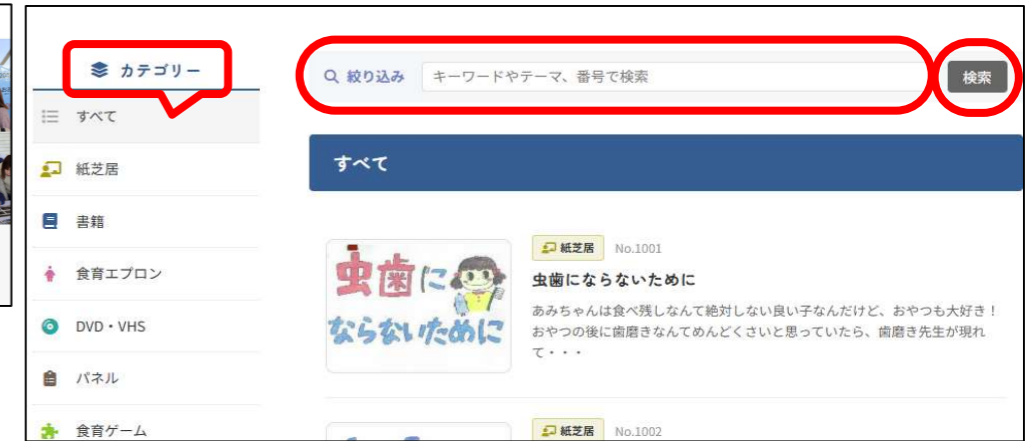 カテゴリー
すべて
紙芝居
書籍
食育エプロン
DVD・VHS
パネル
食育ゲーム
絞り込み キーワードやテーマ、番号で検索 検索
すべて
虫歯に
ならないために
紙芝居 No.1001
虫歯にならないために
あみちゃんは食べ残しなんて絶対しない良い子なんだけど、おやつも大好き！
おやつの後に歯磨きなんてめんどくさいと思っていたら、歯磨き先生が現れ
て・・・
紙芝居 No.1002